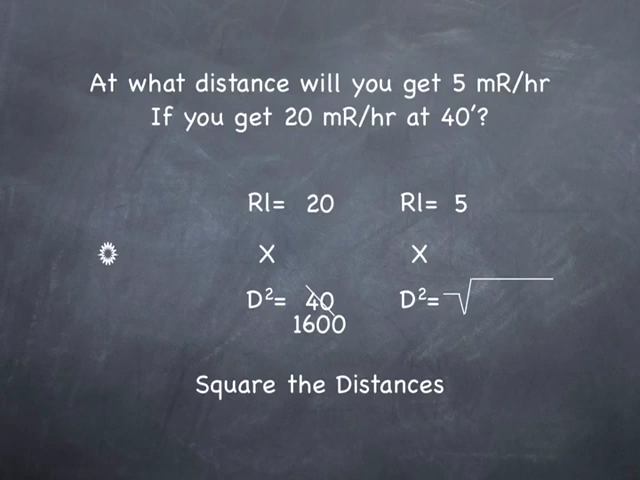 At what distance will you get 5 mR/hr
If you get 20 mR/hr at 40’?
RI= 20 RI= 5
X X
D²= 40 D²=√
1600
Square the Distances